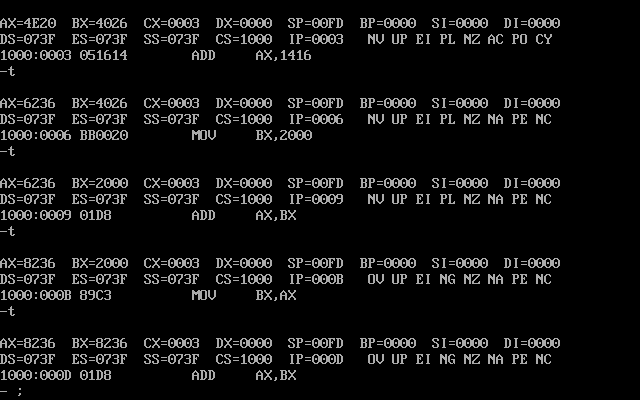 AX=4E20  BX=4026  CX=0003  DX=0000  SP=00FD  BP=0000  SI=0000  DI=0000
DS=073F  ES=073F  SS=073F  CS=1000  IP=0003   NV UP EI PL NZ AC PO CY
1000:0003 051614        ADD     AX,1416
-t
AX=6236  BX=4026  CX=0003  DX=0000  SP=00FD  BP=0000  SI=0000  DI=0000
DS=073F  ES=073F  SS=073F  CS=1000  IP=0006   NV UP EI PL NZ NA PE NC
1000:0006 BB0020        MOV     BX,2000
-t
AX=6236  BX=2000  CX=0003  DX=0000  SP=00FD  BP=0000  SI=0000  DI=0000
DS=073F  ES=073F  SS=073F  CS=1000  IP=0009   NV UP EI PL NZ NA PE NC
1000:0009 01D8          ADD     AX,BX
-t
AX=8236  BX=2000  CX=0003  DX=0000  SP=00FD  BP=0000  SI=0000  DI=0000
DS=073F  ES=073F  SS=073F  CS=1000  IP=000B   OV UP EI NG NZ NA PE NC
1000:000B 89C3          MOV     BX,AX
-t
AX=8236  BX=8236  CX=0003  DX=0000  SP=00FD  BP=0000  SI=0000  DI=0000
DS=073F  ES=073F  SS=073F  CS=1000  IP=000D   OV UP EI NG NZ NA PE NC
1000:000D 01D8          ADD     AX,BX
- ;